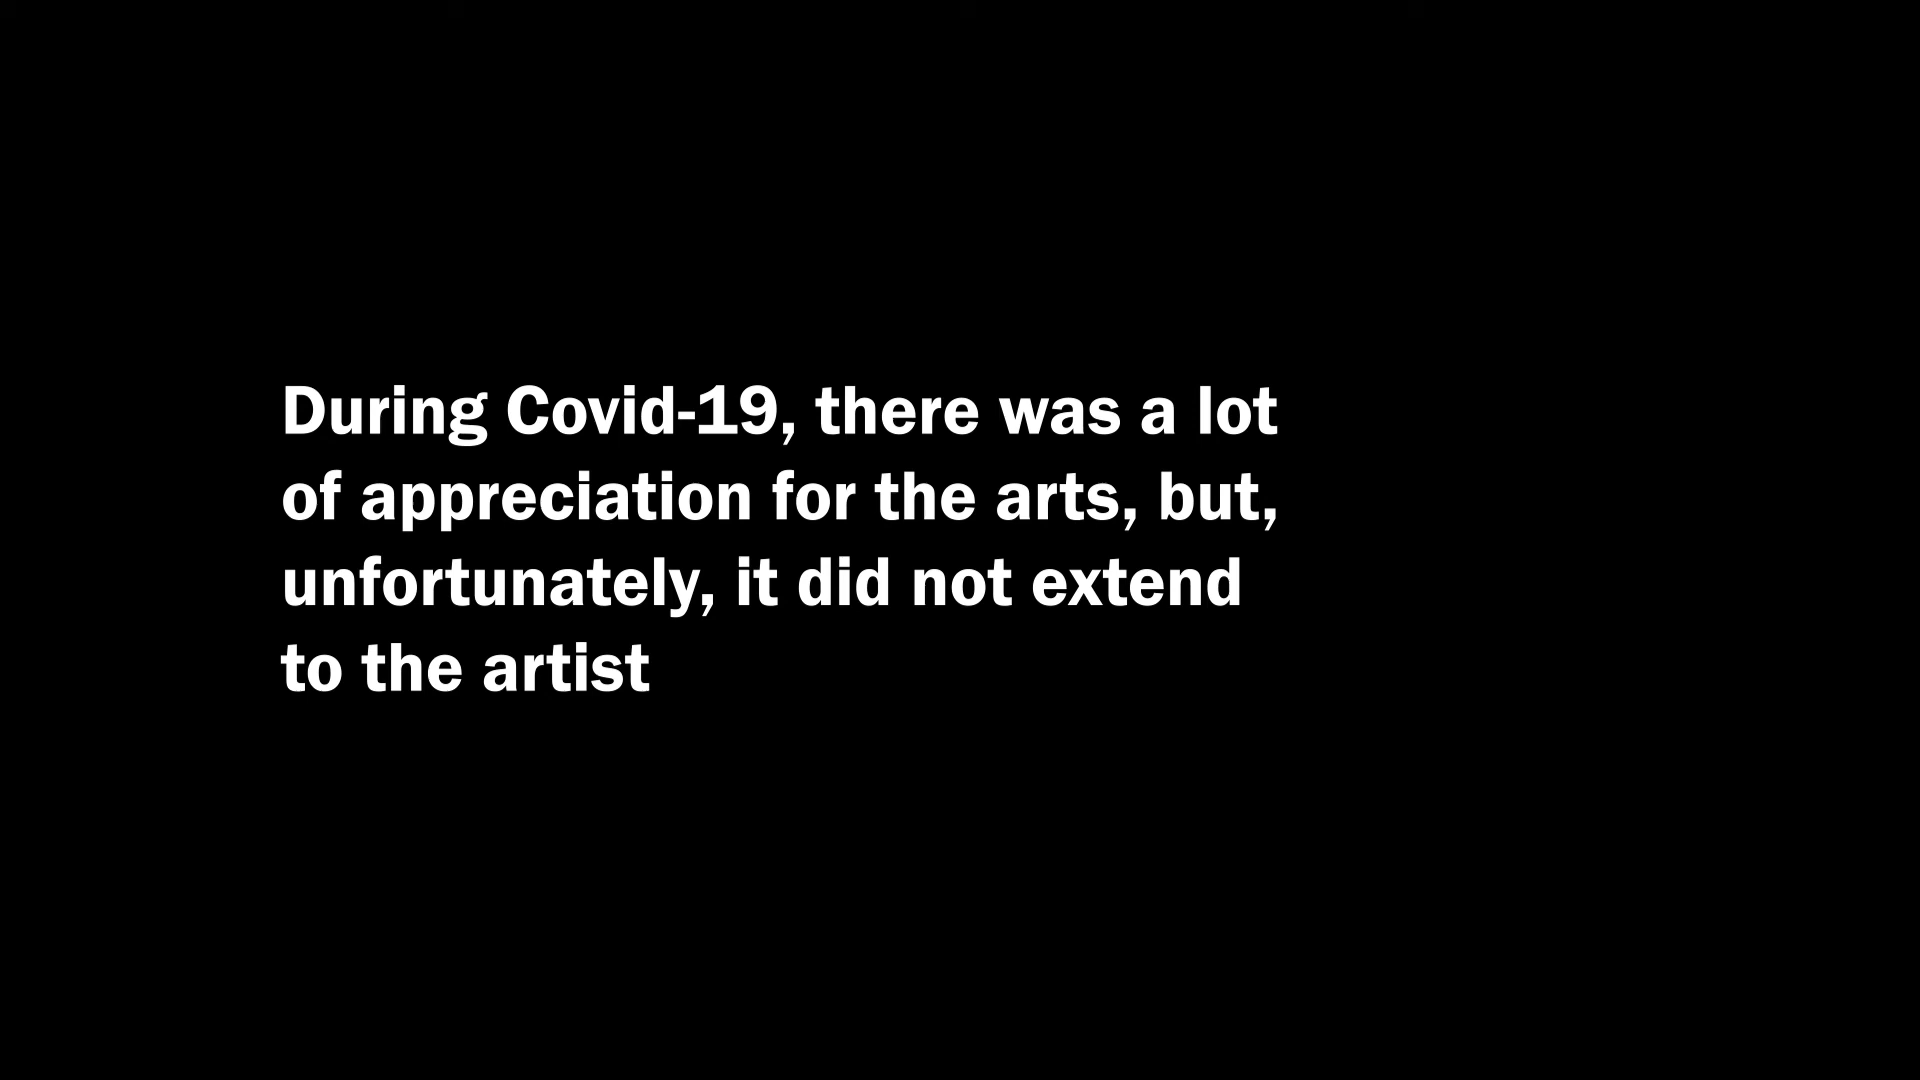 During Covid-19, there was a lot
of appreciation for the arts, but,
unfortunately, it did not extend
to the artist